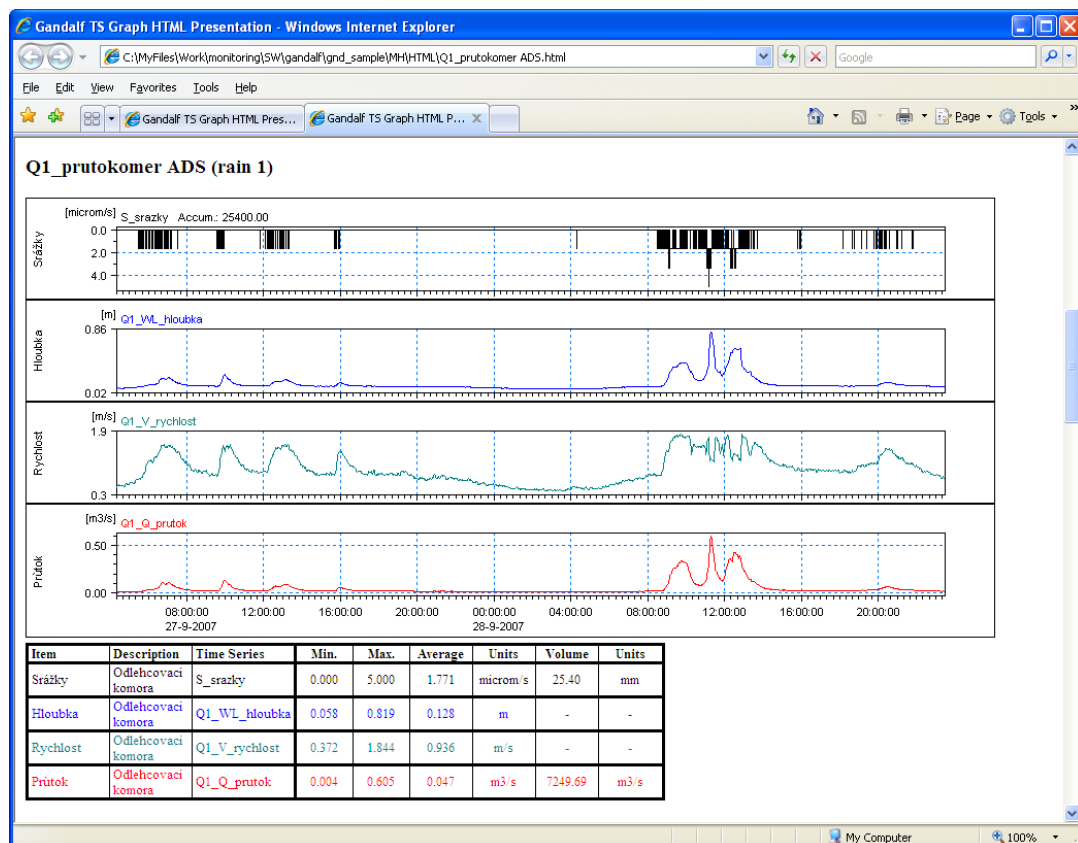 Gandalf TS Graph HTML Presentation - Windows Internet Explorer
C:\MyFiles\Work\monitoring\SW\gandalf\gnd_sample\MH\HTML\Q1_prutokomer ADS.html
Google
File Edit View Favorites Tools Help
Gandalf TS Graph HTML Pres...
Gandalf TS Graph HTML P...
Page
Tools
»
Q1_prutokomer ADS (rain 1)
[microm/s] S_srazky Accum.: 25400.00
Srážky
0.0
2.0
4.0
[m] Q1_WL_hloubka
Hloubka
0.86
0.02
[m/s] Q1_V_rychlost
Rychlost
1.9
0.3
[m3/s] Q1_Q_prutok
Průtok
0.50
0.00
08:00:00 12:00:00 16:00:00 20:00:00 00:00:00 04:00:00 08:00:00 12:00:00 16:00:00 20:00:00
27-9-2007 28-9-2007
Item Description Time Series Min. Max. Average Units Volume Units
Srážky Odlehcovaci komora S_srazky 0.000 5.000 1.771 microm/s 25.40 mm
Hloubka Odlehcovaci komora Q1_WL_hloubka 0.058 0.819 0.128 m - -
Rychlost Odlehcovaci komora Q1_V_rychlost 0.372 1.844 0.936 m/s - -
Průtok Odlehcovaci komora Q1_Q_prutok 0.004 0.605 0.047 m3/s 7249.69 m3/s
My Computer
100%